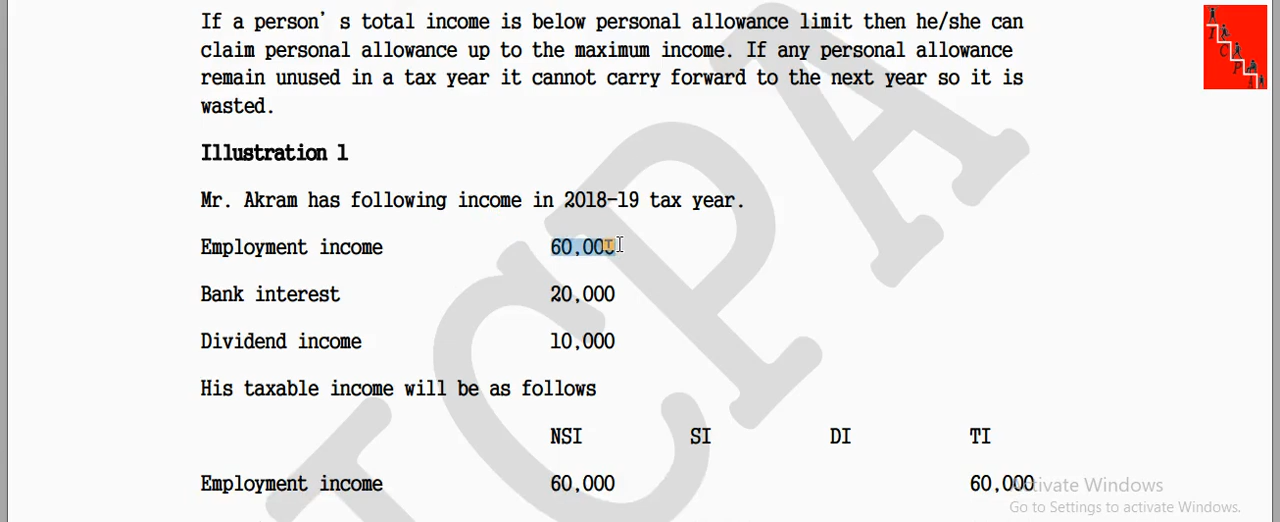 If a person's total income is below personal allowance limit then he/she can
claim personal allowance up to the maximum income. If any personal allowance
remain unused in a tax year it cannot carry forward to the next year so it is
wasted.
Illustration 1
Mr. Akram has following income in 2018-19 tax year.
Employment income 60,000
Bank interest 20,000
Dividend income 10,000
His taxable income will be as follows
NSI SI DI TI
Employment income 60,000 60,000
Activate Windows
Go to Settings to activate Windows.
ICPA
I
C
P
A